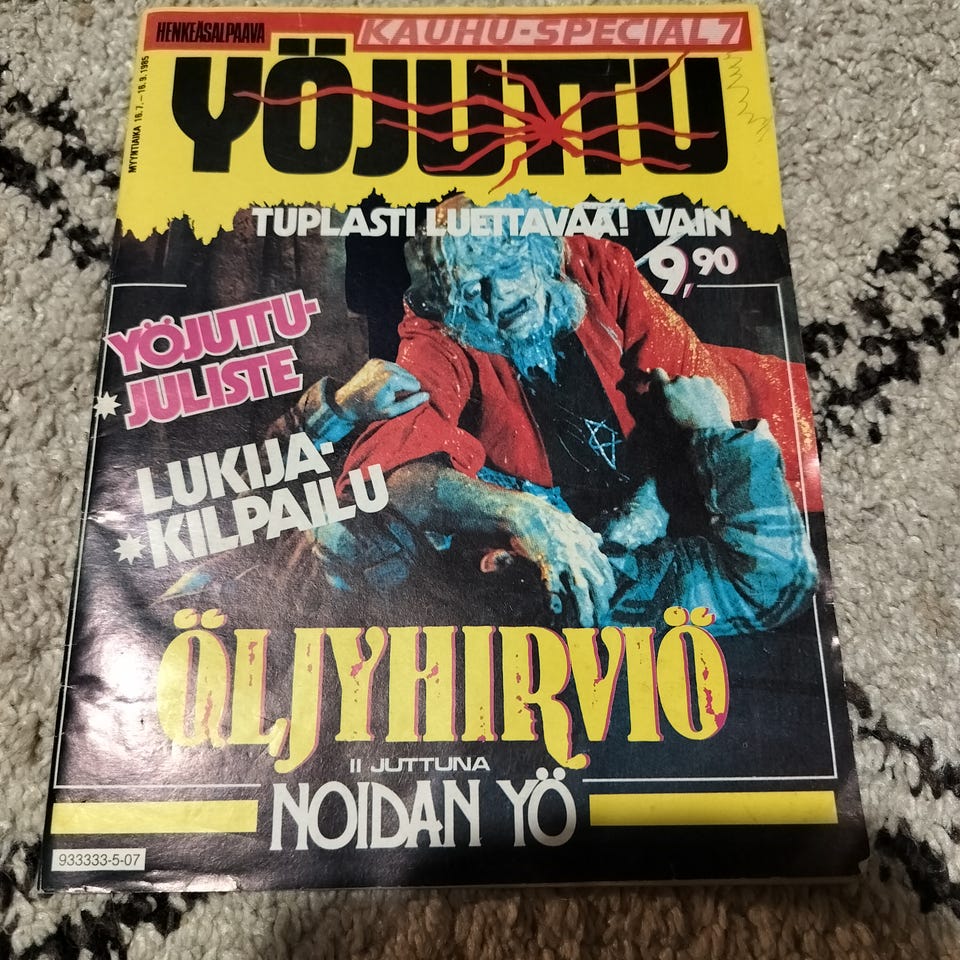 HENKEÄSALPAAVA
KAUHU-SPECIAL 7
MYYNTIAIKA 16.7.–16.9.1985
YÖJUTTU
TUPLASTI LUETTAVAA! VAIN
9,90
YÖJUTTU-
JULISTE
LUKIJA-
KILPAILU
ÖLJYHIRVIÖ
II JUTTUNA
NOIDAN YÖ
933333-5-07